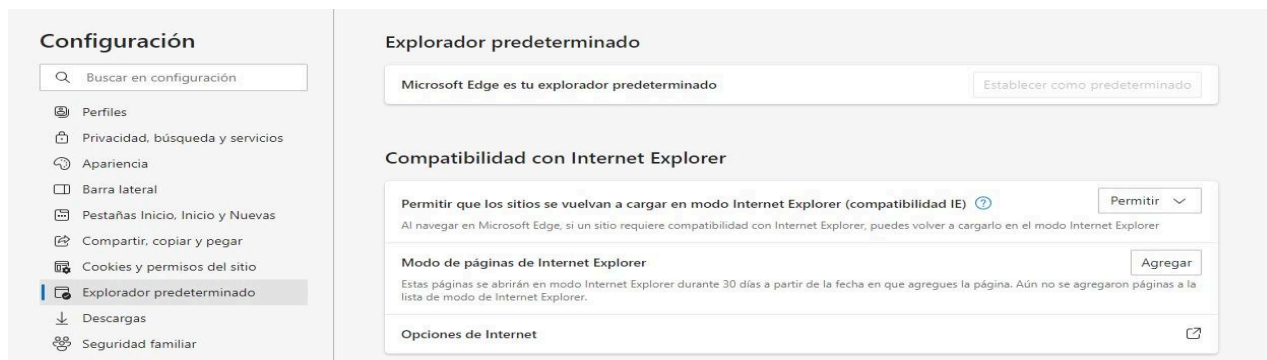 Configuración
Buscar en configuración
Perfiles
Privacidad, búsqueda y servicios
Apariencia
Barra lateral
Pestañas Inicio, Inicio y Nuevas
Compartir, copiar y pegar
Cookies y permisos del sitio
Explorador predeterminado
Descargas
Seguridad familiar
Explorador predeterminado
Microsoft Edge es tu explorador predeterminado
Establecer como predeterminado
Compatibilidad con Internet Explorer
Permitir que los sitios se vuelvan a cargar en modo Internet Explorer (compatibilidad IE) ?
Permitir
Al navegar en Microsoft Edge, si un sitio requiere compatibilidad con Internet Explorer, puedes volver a cargarlo en el modo Internet Explorer
Modo de páginas de Internet Explorer
Agregar
Estas páginas se abrirán en modo Internet Explorer durante 30 días a partir de la fecha en que agregues la página. Aún no se agregaron páginas a la
lista de modo de Internet Explorer.
Opciones de Internet